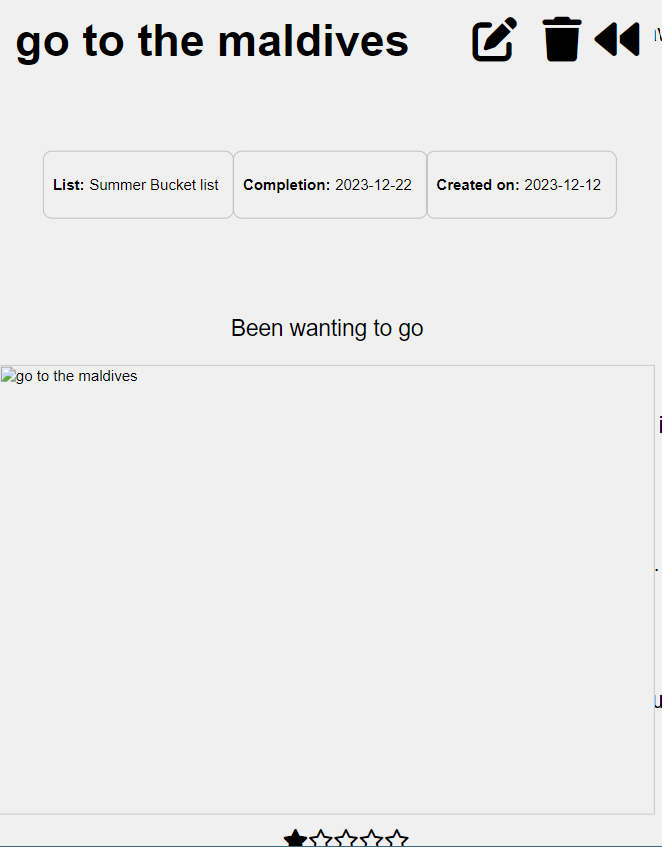 go to the maldives
List: Summer Bucket list
Completion: 2023-12-22
Created on: 2023-12-12
Been wanting to go
go to the maldives